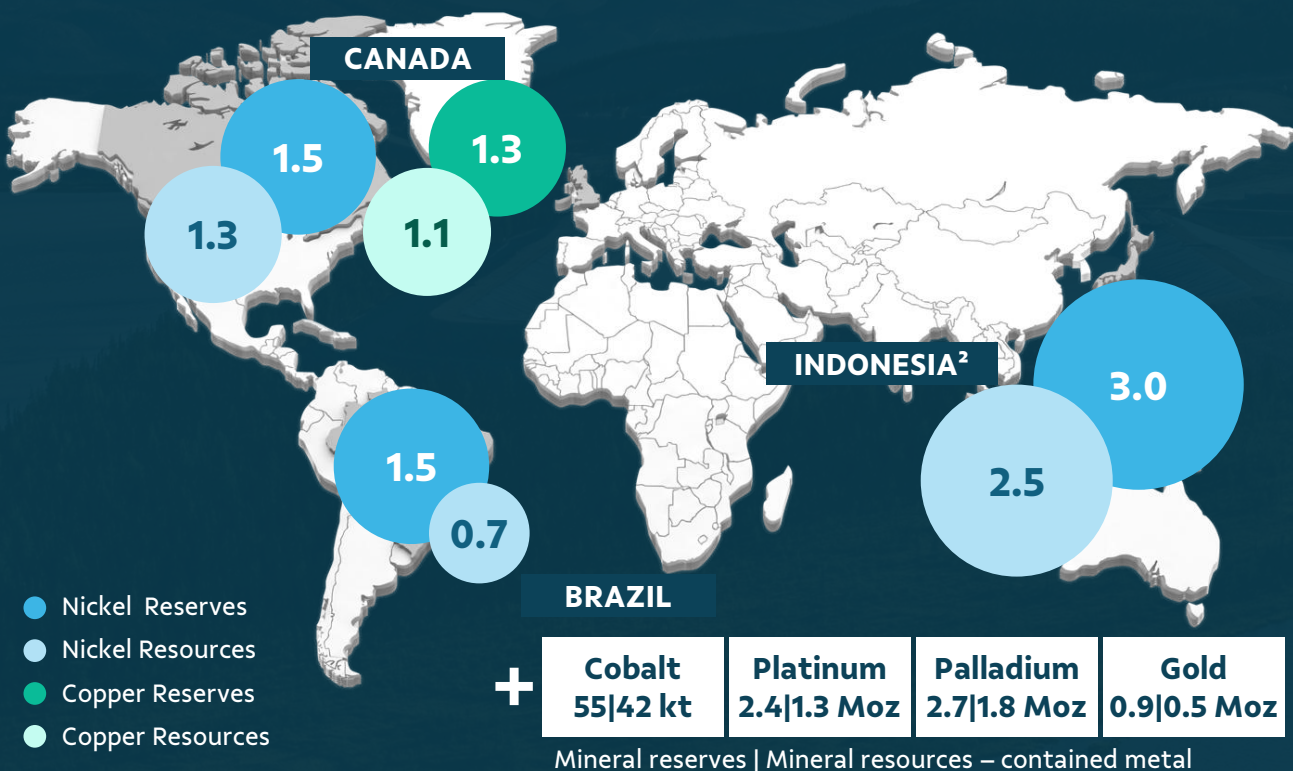 CANADA
1.5
1.3
1.3
1.1
INDONESIA²
3.0
2.5
1.5
0.7
BRAZIL
Nickel Reserves
Nickel Resources
Copper Reserves
Copper Resources
+
Cobalt
55|42 kt
Platinum
2.4|1.3 Moz
Palladium
2.7|1.8 Moz
Gold
0.9|0.5 Moz
Mineral reserves | Mineral resources – contained metal